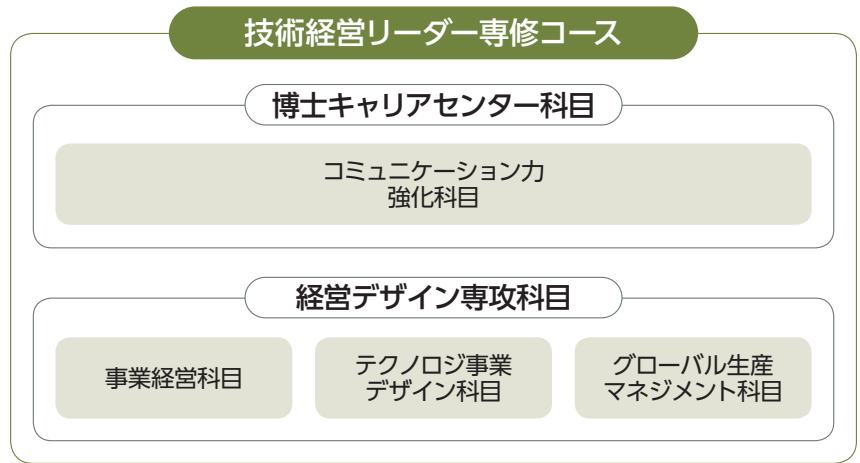 技術経営リーダー専修コース
博士キャリアセンター科目
コミュニケーション力
強化科目
経営デザイン専攻科目
事業経営科目
テクノロジ事業
デザイン科目
グローバル生産
マネジメント科目